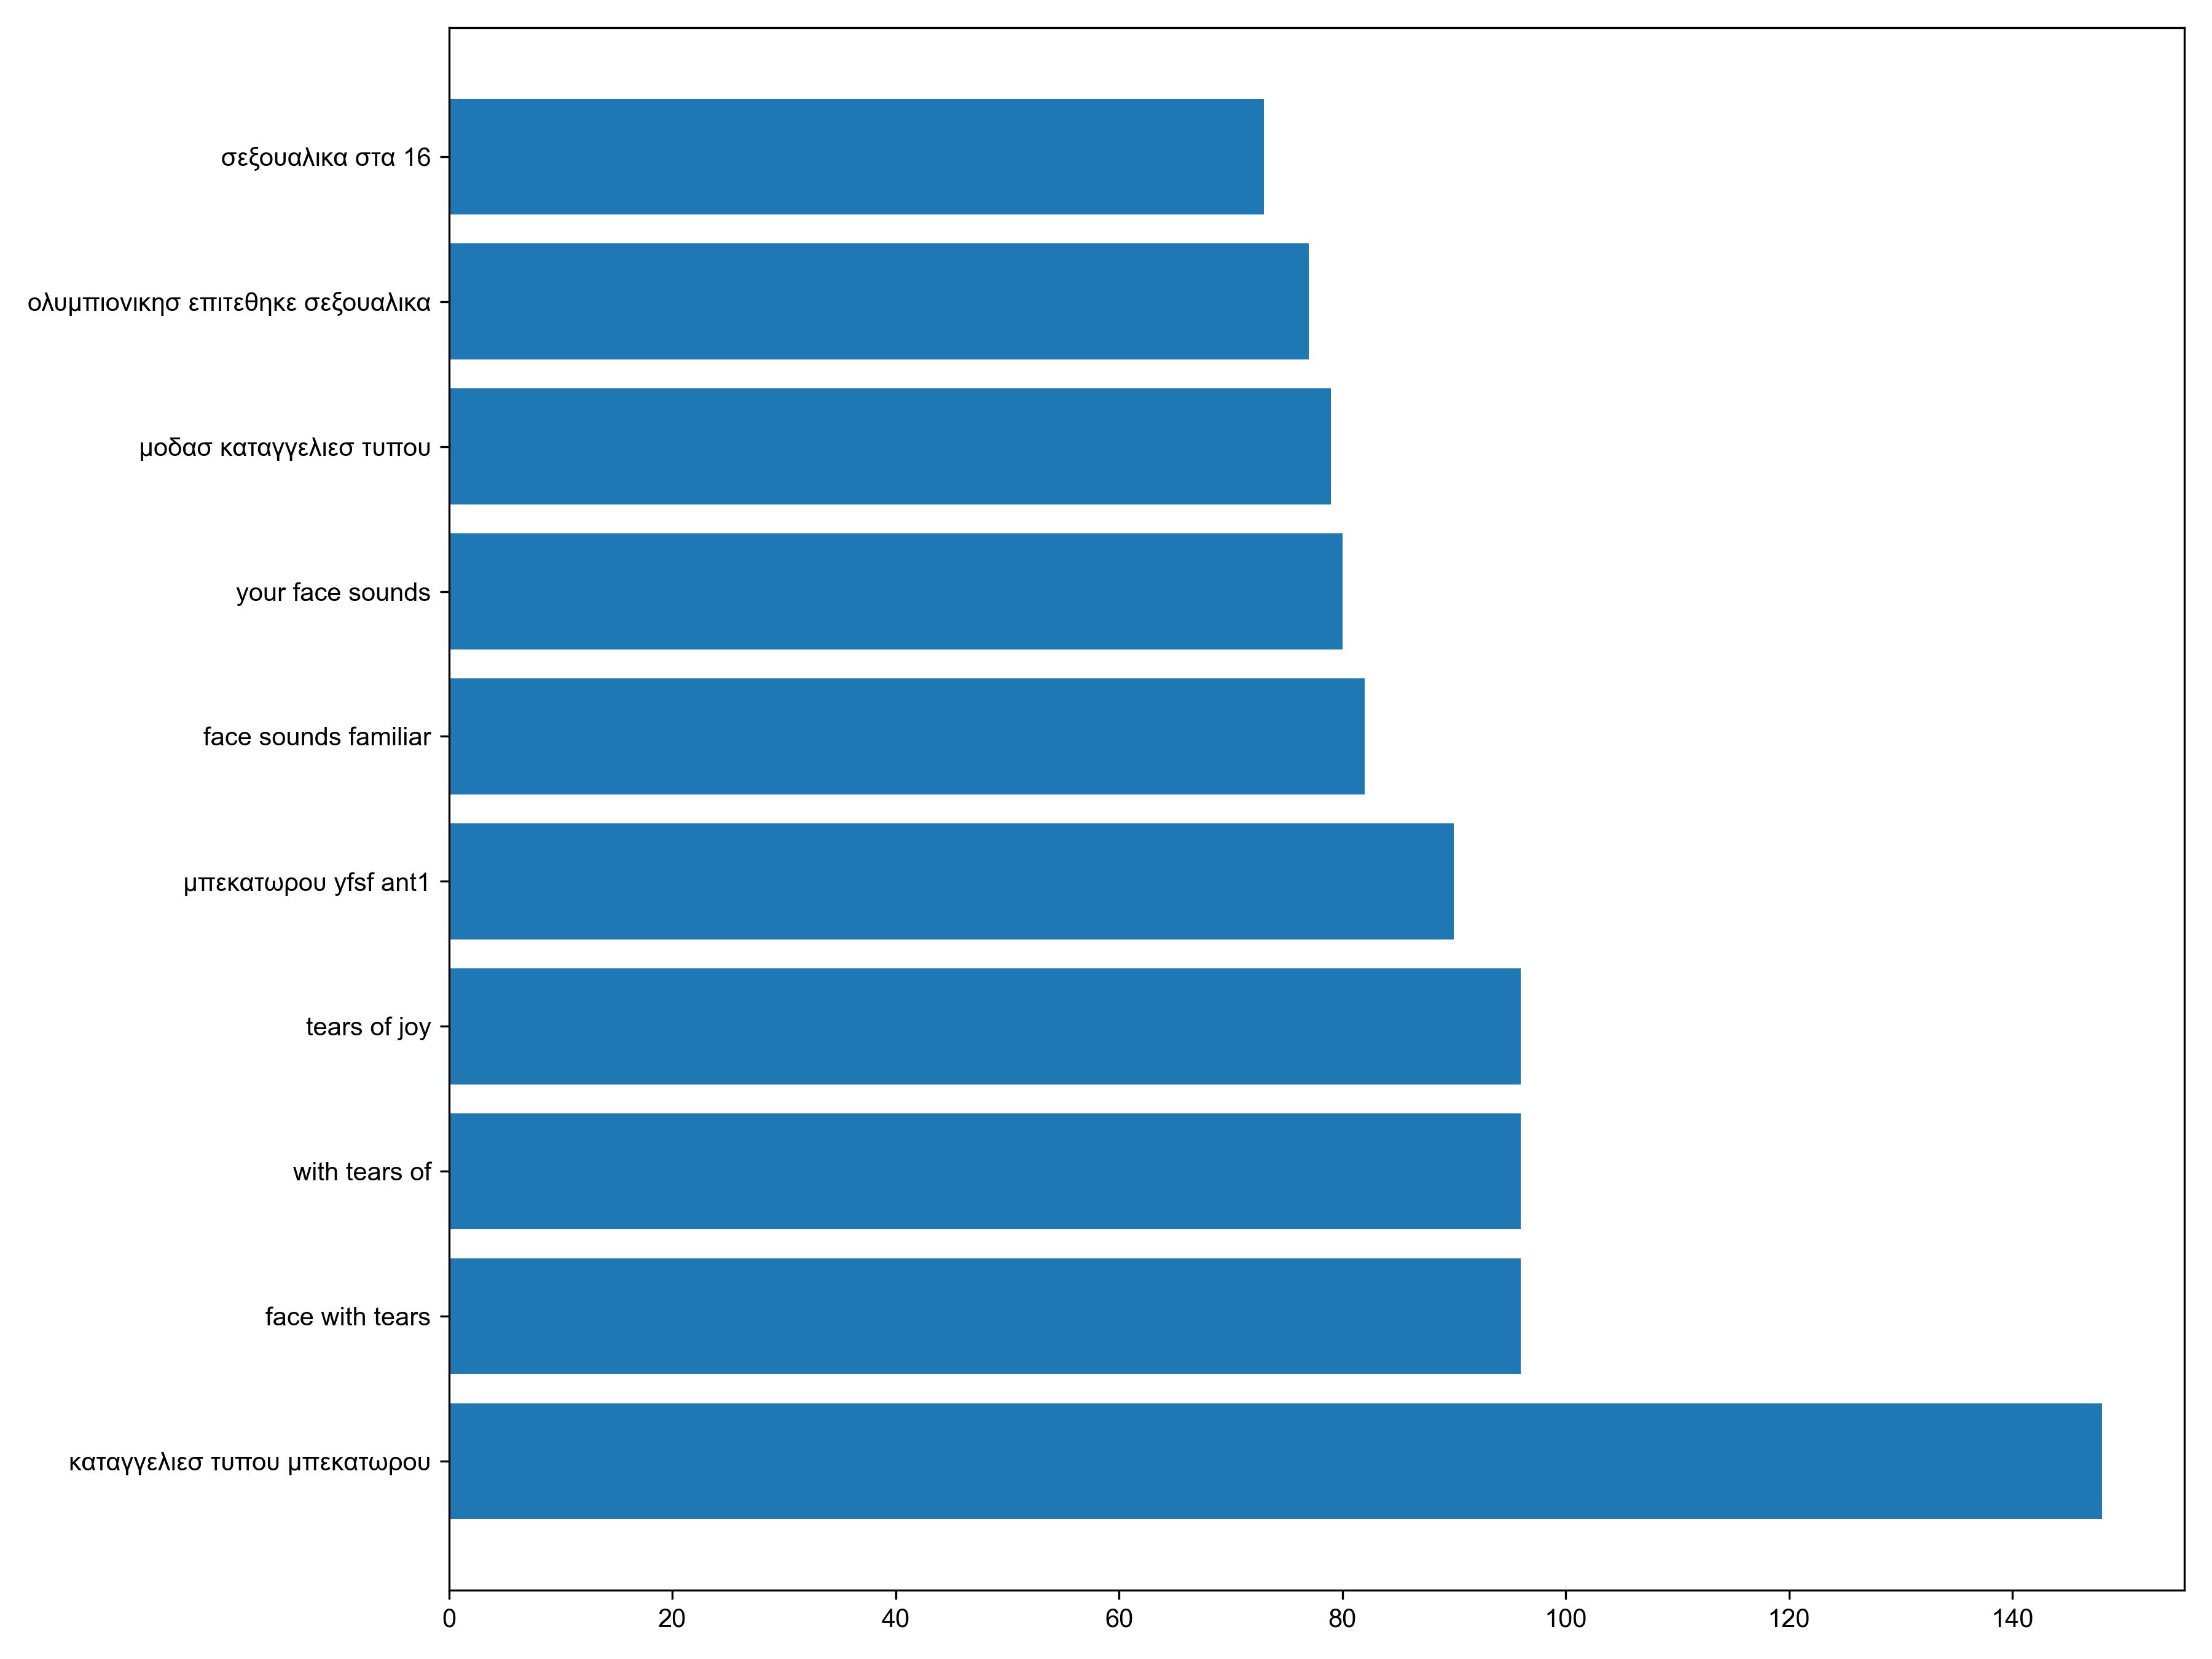 σεξουαλικα στα 16
ολυμπιονικησ επιτεθηκε σεξουαλικα
μοδασ καταγγελιεσ τυπου
your face sounds
face sounds familiar
μπεκατωρου yfsf ant1
tears of joy
with tears of
face with tears
καταγγελιεσ τυπου μπεκατωρου
0 20 40 60 80 100 120 140